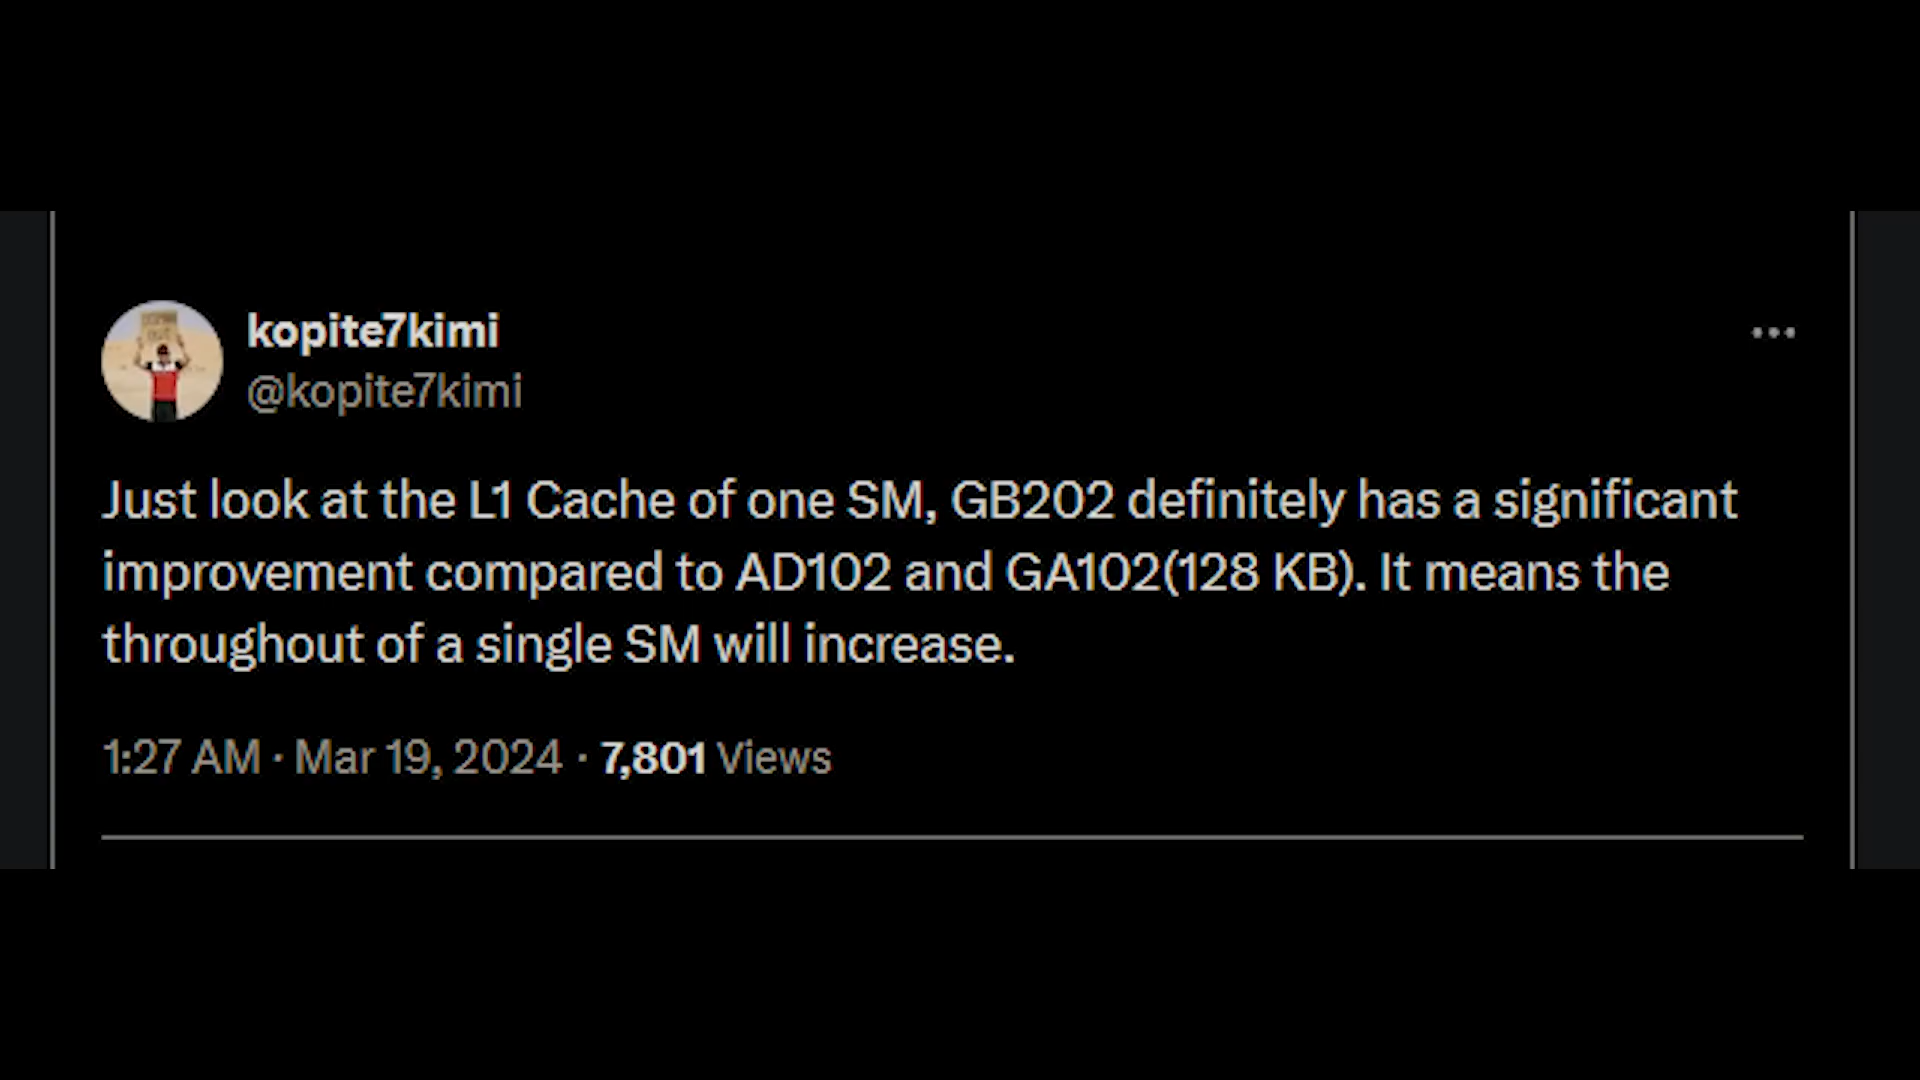 kopite7kimi
@kopite7kimi
Just look at the L1 Cache of one SM, GB202 definitely has a significant
improvement compared to AD102 and GA102(128 KB). It means the
throughout of a single SM will increase.
1:27 AM · Mar 19, 2024 · 7,801 Views